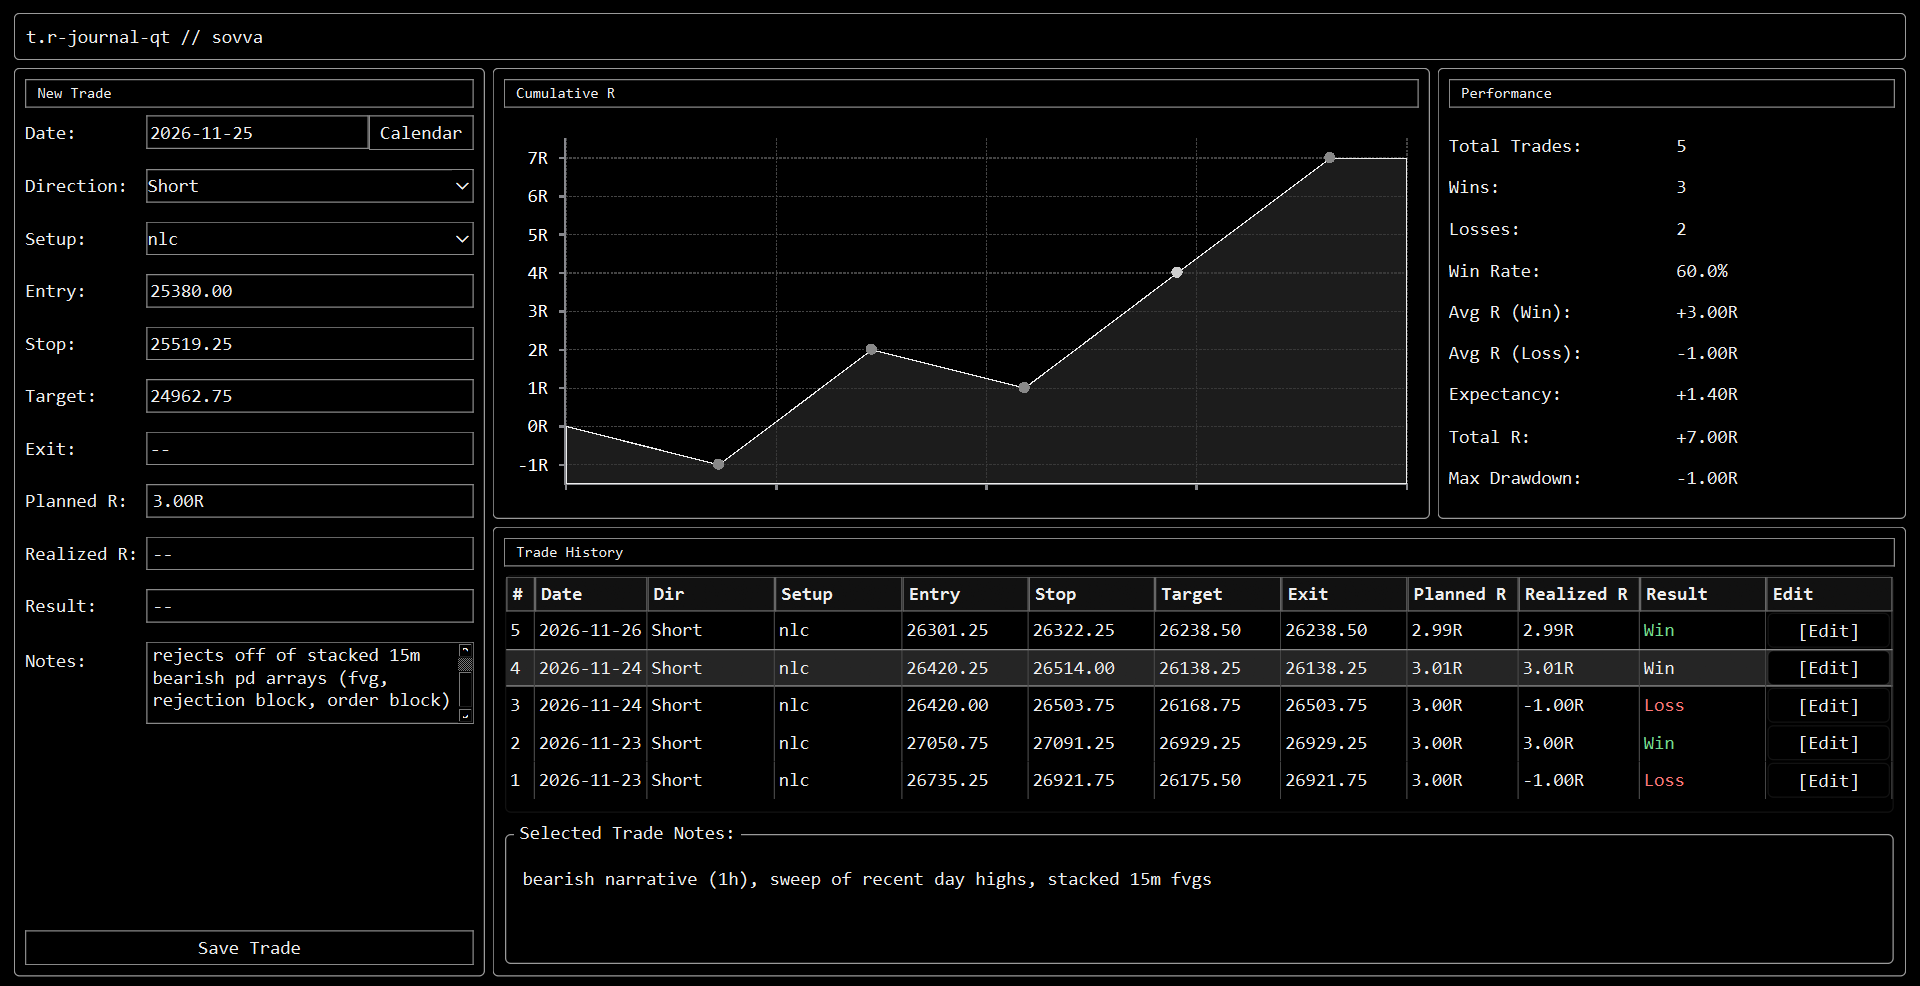 t.r-journal-qt // sovva
New Trade
Date: 2026-11-25 Calendar
Direction: Short
Setup: nlc
Entry: 25380.00
Stop: 25519.25
Target: 24962.75
Exit: --
Planned R: 3.00R
Realized R: --
Result: --
Notes: rejects off of stacked 15m
bearish pd arrays (fvg,
rejection block, order block)
Save Trade
Cumulative R
7R
6R
5R
4R
3R
2R
1R
0R
-1R
Performance
Total Trades: 5
Wins: 3
Losses: 2
Win Rate: 60.0%
Avg R (Win): +3.00R
Avg R (Loss): -1.00R
Expectancy: +1.40R
Total R: +7.00R
Max Drawdown: -1.00R
Trade History
# Date Dir Setup Entry Stop Target Exit Planned R Realized R Result Edit
5 2026-11-26 Short nlc 26301.25 26322.25 26238.50 26238.50 2.99R 2.99R Win [Edit]
4 2026-11-24 Short nlc 26420.25 26514.00 26138.25 26138.25 3.01R 3.01R Win [Edit]
3 2026-11-24 Short nlc 26420.00 26503.75 26168.75 26503.75 3.00R -1.00R Loss [Edit]
2 2026-11-23 Short nlc 27050.75 27091.25 26929.25 26929.25 3.00R 3.00R Win [Edit]
1 2026-11-23 Short nlc 26735.25 26921.75 26175.50 26921.75 3.00R -1.00R Loss [Edit]
Selected Trade Notes:
bearish narrative (1h), sweep of recent day highs, stacked 15m fvgs